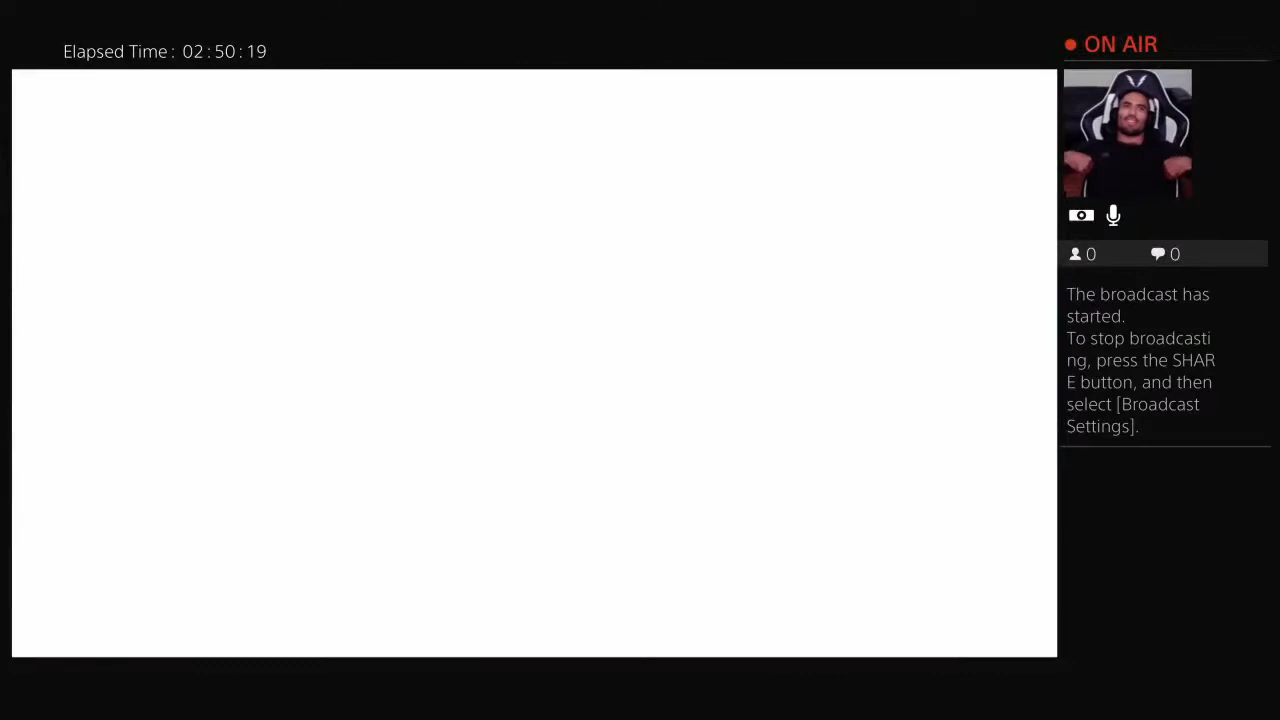 Elapsed Time: 02:50:19
ON AIR
0 0
The broadcast has
started.
To stop broadcasti
ng, press the SHAR
E button, and then
select [Broadcast
Settings].